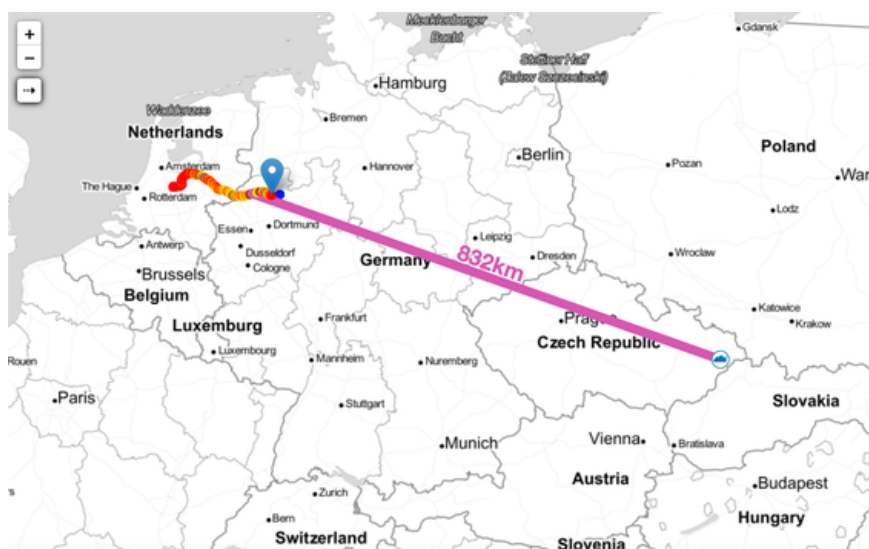 Mecklenburger
Bucht
Gdansk
+
−
Stettiner Haff
(Zalew Szczecinski)
Hamburg
Waddenzee
Bremen
Netherlands
Poland
Berlin
Amsterdam
Hannover
Pozan
War
The Hague
Rotterdam
Lodz
Essen
Dortmund
Leipzig
Antwerp
Dusseldorf
Wroclaw
Dresden
Germany
832km
Cologne
Brussels
Belgium
Katowice
Frankfurt
Prague
Krakow
Luxemburg
Czech Republic
Luxembourg
Rouen
Mannheim
Nuremberg
Paris
Slovakia
Stuttgart
Munich
Vienna
Bratislava
Austria
Budapest
Zurich
Bern
Hungary
Switzerland
Slovenia